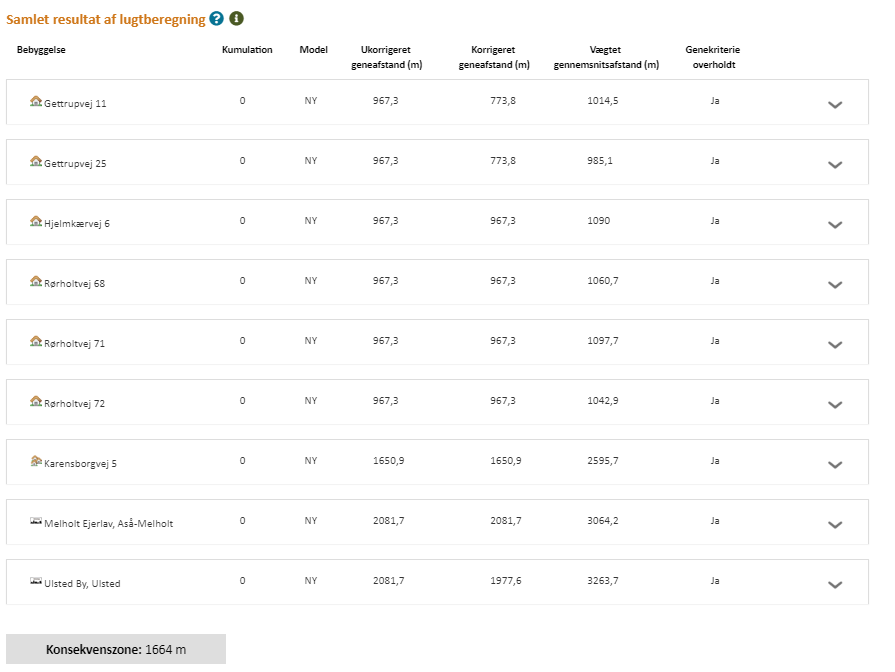 Samlet resultat af lugtberegning ? i
Bebyggelse Kumulation Model Ukorrigeret geneafstand (m) Korrigeret geneafstand (m) Vægtet gennemsnitsafstand (m) Genekriterie overholdt
Gettrupvej 11 0 NY 967,3 773,8 1014,5 Ja
Gettrupvej 25 0 NY 967,3 773,8 985,1 Ja
Hjelmkærvej 6 0 NY 967,3 967,3 1090 Ja
Rørholtvej 68 0 NY 967,3 967,3 1060,7 Ja
Rørholtvej 71 0 NY 967,3 967,3 1097,7 Ja
Rørholtvej 72 0 NY 967,3 967,3 1042,9 Ja
Karensborgvej 5 0 NY 1650,9 1650,9 2595,7 Ja
Melholt Ejerlav, Aså-Melholt 0 NY 2081,7 2081,7 3064,2 Ja
Ulsted By, Ulsted 0 NY 2081,7 1977,6 3263,7 Ja
Konsekvenszone: 1664 m